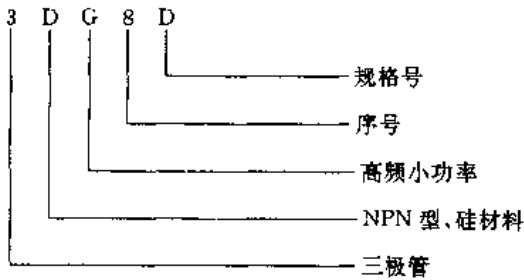 3 D G 8 D
规格号
序号
高频小功率
NPN 型、硅材料
三极管